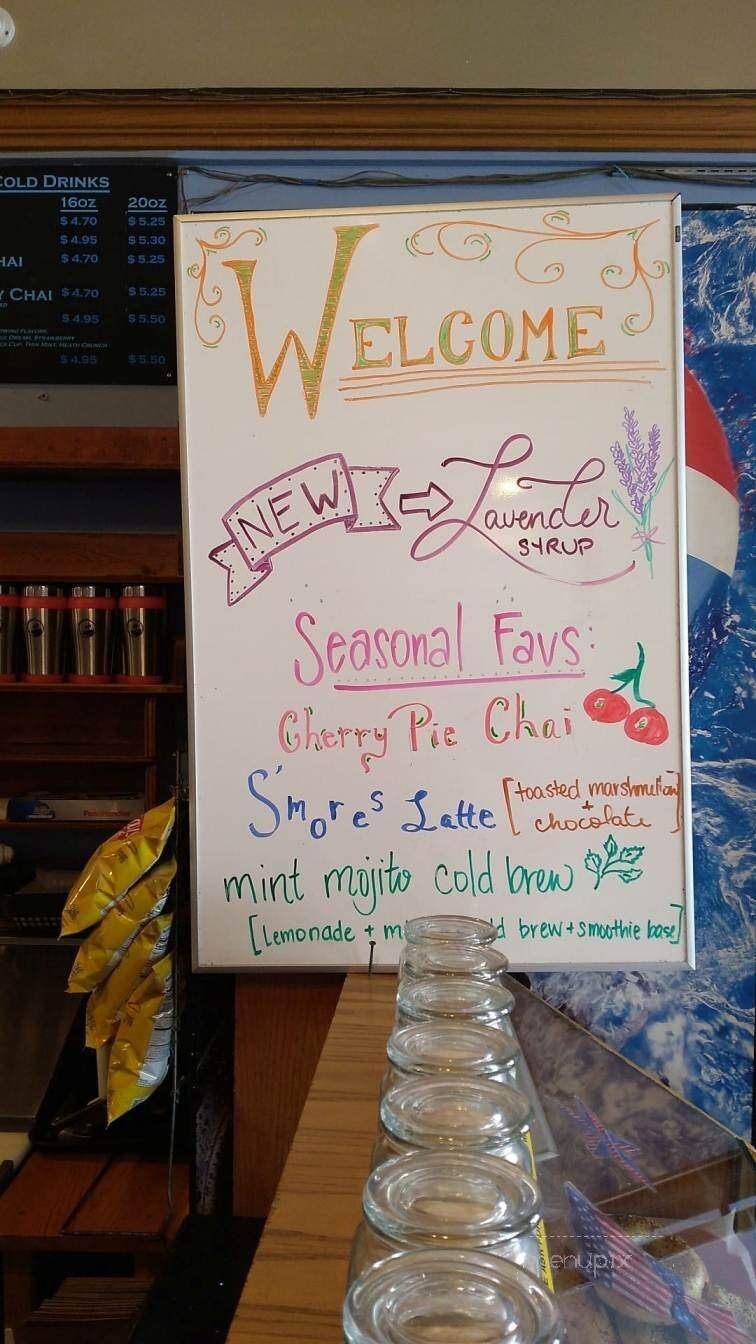 COLD DRINKS
16oz 20oz
$4.70 $5.25
$4.95 $5.30
HAI $4.70 $5.25
Y CHAI $4.70 $5.25
$4.95 $5.50
$4.95 $5.50
WELCOME
NEW Lavender
SYRUP
Seasonal Favs:
Cherry Pie Chai
S'mores Latte [toasted marshmellow
+
chocolate]
mint mojito cold brew
[Lemonade + brew + smoothie base]
enupix